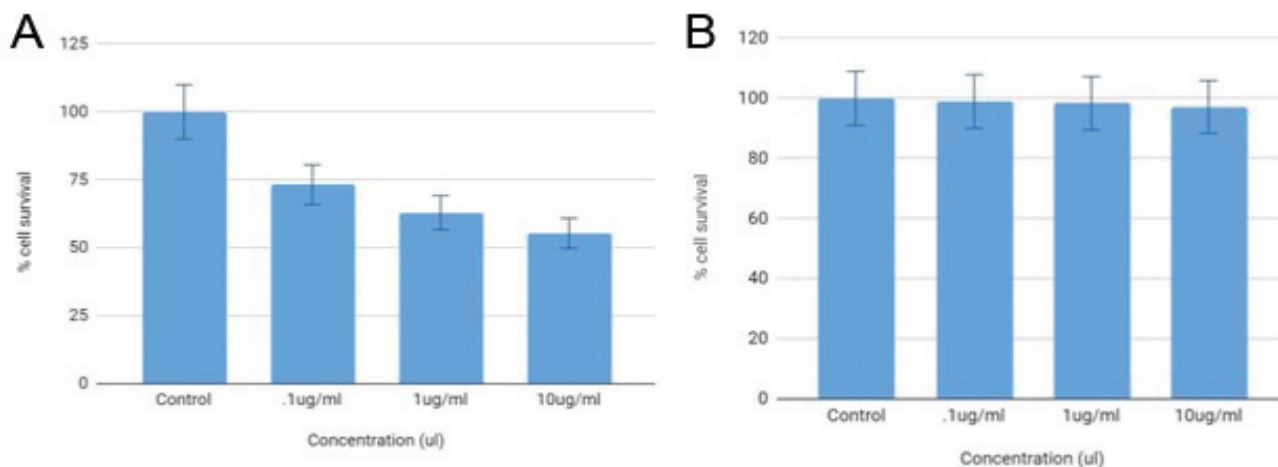 A
125
100
75
50
25
0
% cell survival
Control .1ug/ml 1ug/ml 10ug/ml
Concentration (ul)
B
120
100
80
60
40
20
0
% cell survival
Control .1ug/ml 1ug/ml 10ug/ml
Concentration (ul)